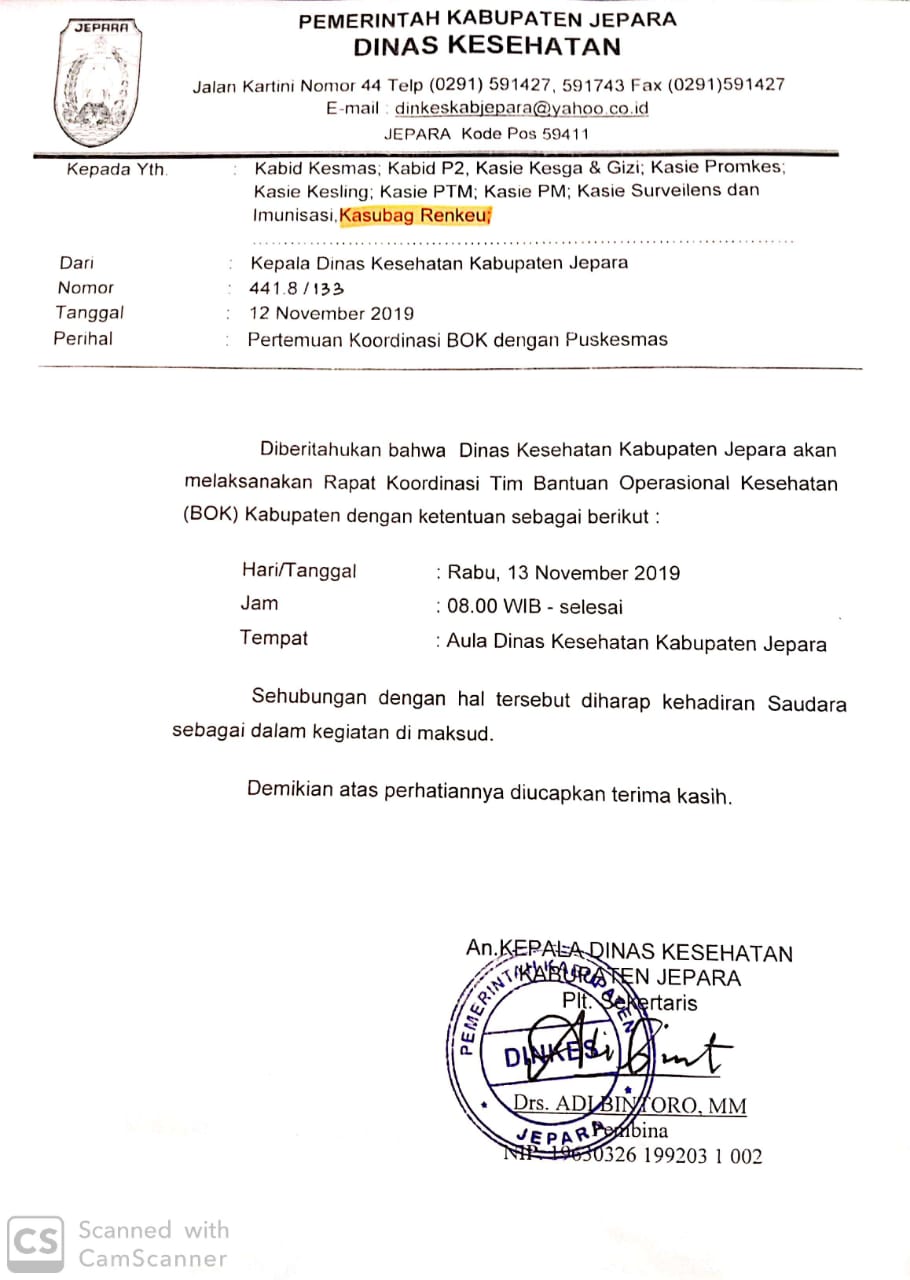 JEPARA
PEMERINTAH KABUPATEN JEPARA
DINAS KESEHATAN
Jalan Kartini Nomor 44 Telp (0291) 591427, 591743 Fax (0291)591427
E-mail : dinkeskabjepara@yahoo.co.id
JEPARA Kode Pos 59411
Kepada Yth. : Kabid Kesmas; Kabid P2, Kasie Kesga & Gizi; Kasie Promkes;
Kasie Kesling; Kasie PTM; Kasie PM; Kasie Surveilens dan
Imunisasi,Kasubag Renkeu;
Dari : Kepala Dinas Kesehatan Kabupaten Jepara
Nomor : 441.8 / 133
Tanggal : 12 November 2019
Perihal : Pertemuan Koordinasi BOK dengan Puskesmas
Diberitahukan bahwa Dinas Kesehatan Kabupaten Jepara akan
melaksanakan Rapat Koordinasi Tim Bantuan Operasional Kesehatan
(BOK) Kabupaten dengan ketentuan sebagai berikut :
Hari/Tanggal : Rabu, 13 November 2019
Jam : 08.00 WIB - selesai
Tempat : Aula Dinas Kesehatan Kabupaten Jepara
Sehubungan dengan hal tersebut diharap kehadiran Saudara
sebagai dalam kegiatan di maksud.
Demikian atas perhatiannya diucapkan terima kasih.
An.KEPALA DINAS KESEHATAN
KABUPATEN JEPARA
Plt. Sekertaris
PEMERINTAH KABUPATEN
DINKES
JEPARA
Drs. ADI BINTORO, MM
Pembina
NIP. 19630326 199203 1 002
CS Scanned with
CamScanner